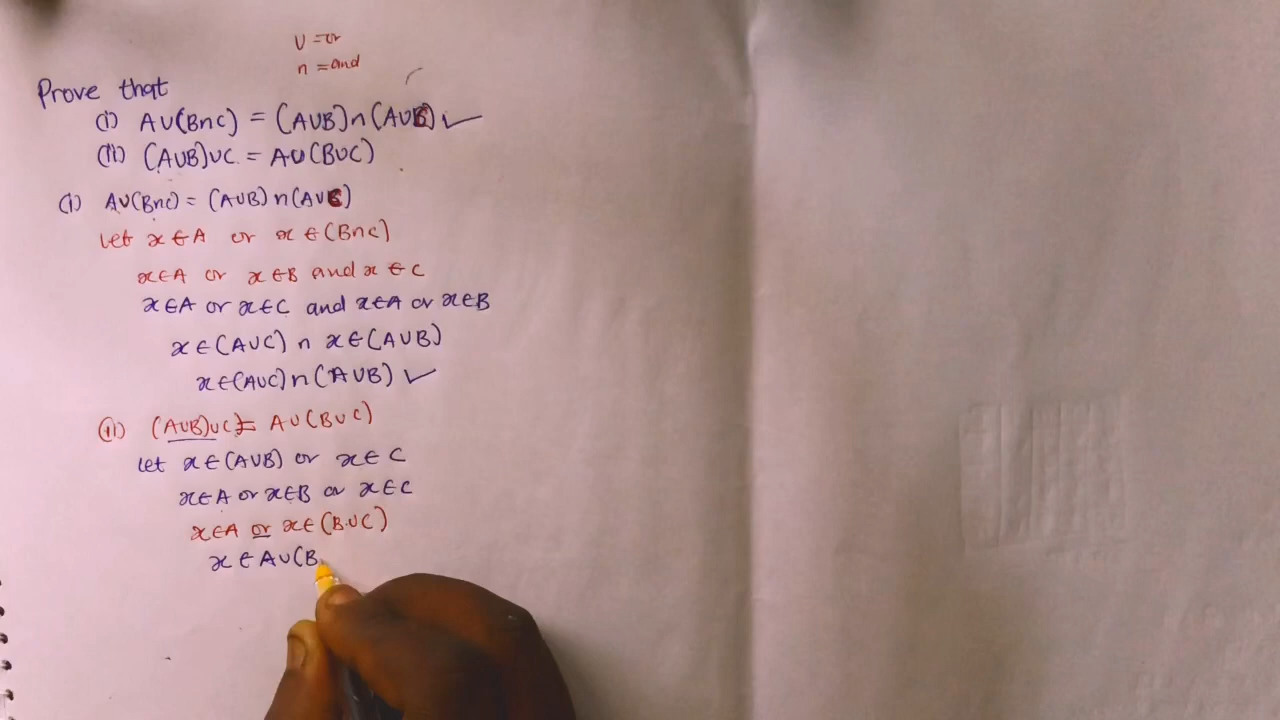 U = or
n = and
Prove that
(i) AU(BnC) = (AUB)n(AUC) ✓
(ii) (AUB)UC = AU(BUC)
(i) AU(BnC) = (AUB)n(AUC)
Let x ∈ A or x ∈ (BnC)
x ∈ A or x ∈ B and x ∈ C
x ∈ A or x ∈ C and x ∈ A or x ∈ B
x ∈ (AUC) n x ∈ (AUB)
x ∈ (AUC) n (AUB) ✓
(ii) (AUB)UC = AU(BUC)
Let x ∈ (AUB) or x ∈ C
x ∈ A or x ∈ B or x ∈ C
x ∈ A or x ∈ (BUC)
x ∈ AU(B